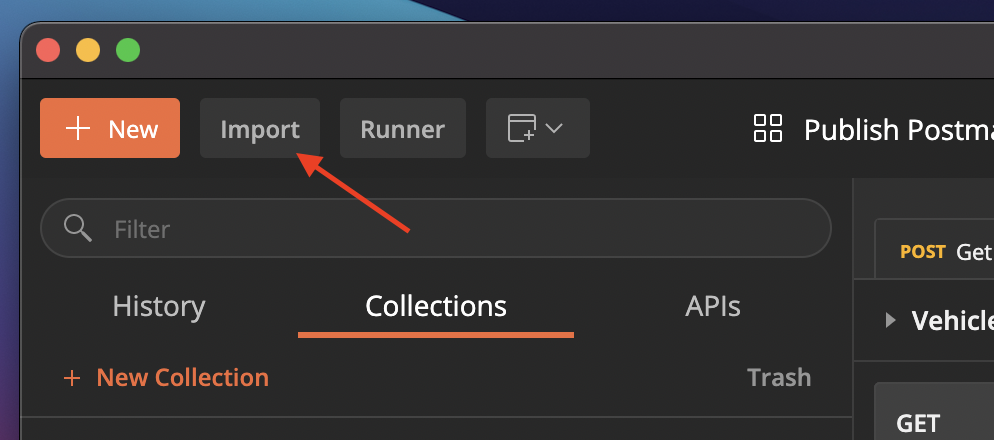 New
Import
Runner
Publish Postma
Filter
History
Collections
APIs
+ New Collection
Trash
POST Get
Vehicle
GET